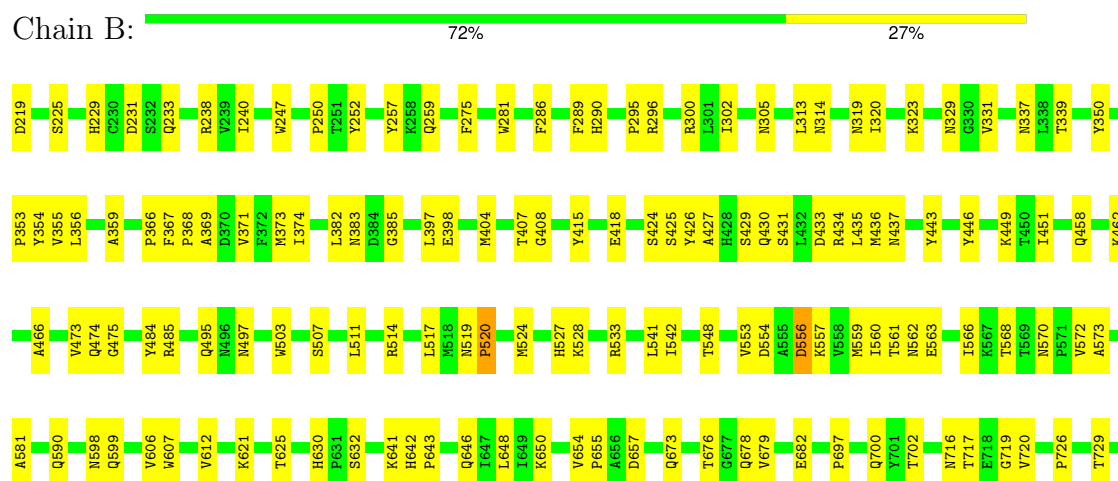 Chain B:
72% 27%
D219 S225 H229 C230 D231 S232 Q233 R238 V239 I240 W247 P250 T251 Y252 Y257 K258 Q259 F275 W281 F286 F289 H290 P295 R296 R300 L301 I302 N305 L313 N314 N319 I320 K323 N329 G330 V331 N337 L338 T339 Y350
P353 Y354 V355 L356 A359 P366 F367 P368 A369 D370 V371 F372 M373 I374 L382 N383 D384 G385 L397 E398 M404 T407 G408 Y415 E418 S424 S425 Y426 A427 H428 S429 Q430 S431 L432 D433 R434 L435 M436 N437 Y443 Y446 K449 T450 I451 Q458
A466 V473 Q474 G475 Y484 R485 Q495 N496 N497 W503 S507 L511 R514 L517 M518 N519 P520 M524 H527 K528 R533 L541 I542 T548 V553 D554 A555 D556 K557 V558 M559 I560 T561 N562 E563 I566 K567 T568 T569 N570 P571 V572 A573
A581 Q590 N598 Q599 V606 W607 V612 K621 T625 H630 P631 S632 K641 H642 P643 Q646 I647 L648 I649 K650 V654 P655 A656 D657 Q673 T676 G677 Q678 V679 E682 P697 Q700 Y701 T702 N716 T717 E718 G719 V720 P726 T729